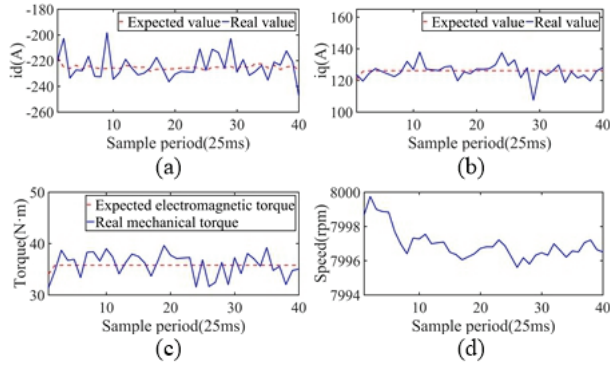 -180
-200
-220
-240
-260
id(A)
Expected value
Real value
10 20 30 40
Sample period(25ms)
(a)
160
140
120
100
iq(A)
Expected value
Real value
10 20 30 40
Sample period(25ms)
(b)
50
40
30
Torque(N·m)
Expected electromagnetic torque
Real mechanical torque
10 20 30 40
Sample period(25ms)
(c)
8000
7998
7996
7994
Speed(rpm)
10 20 30 40
Sample period(25ms)
(d)